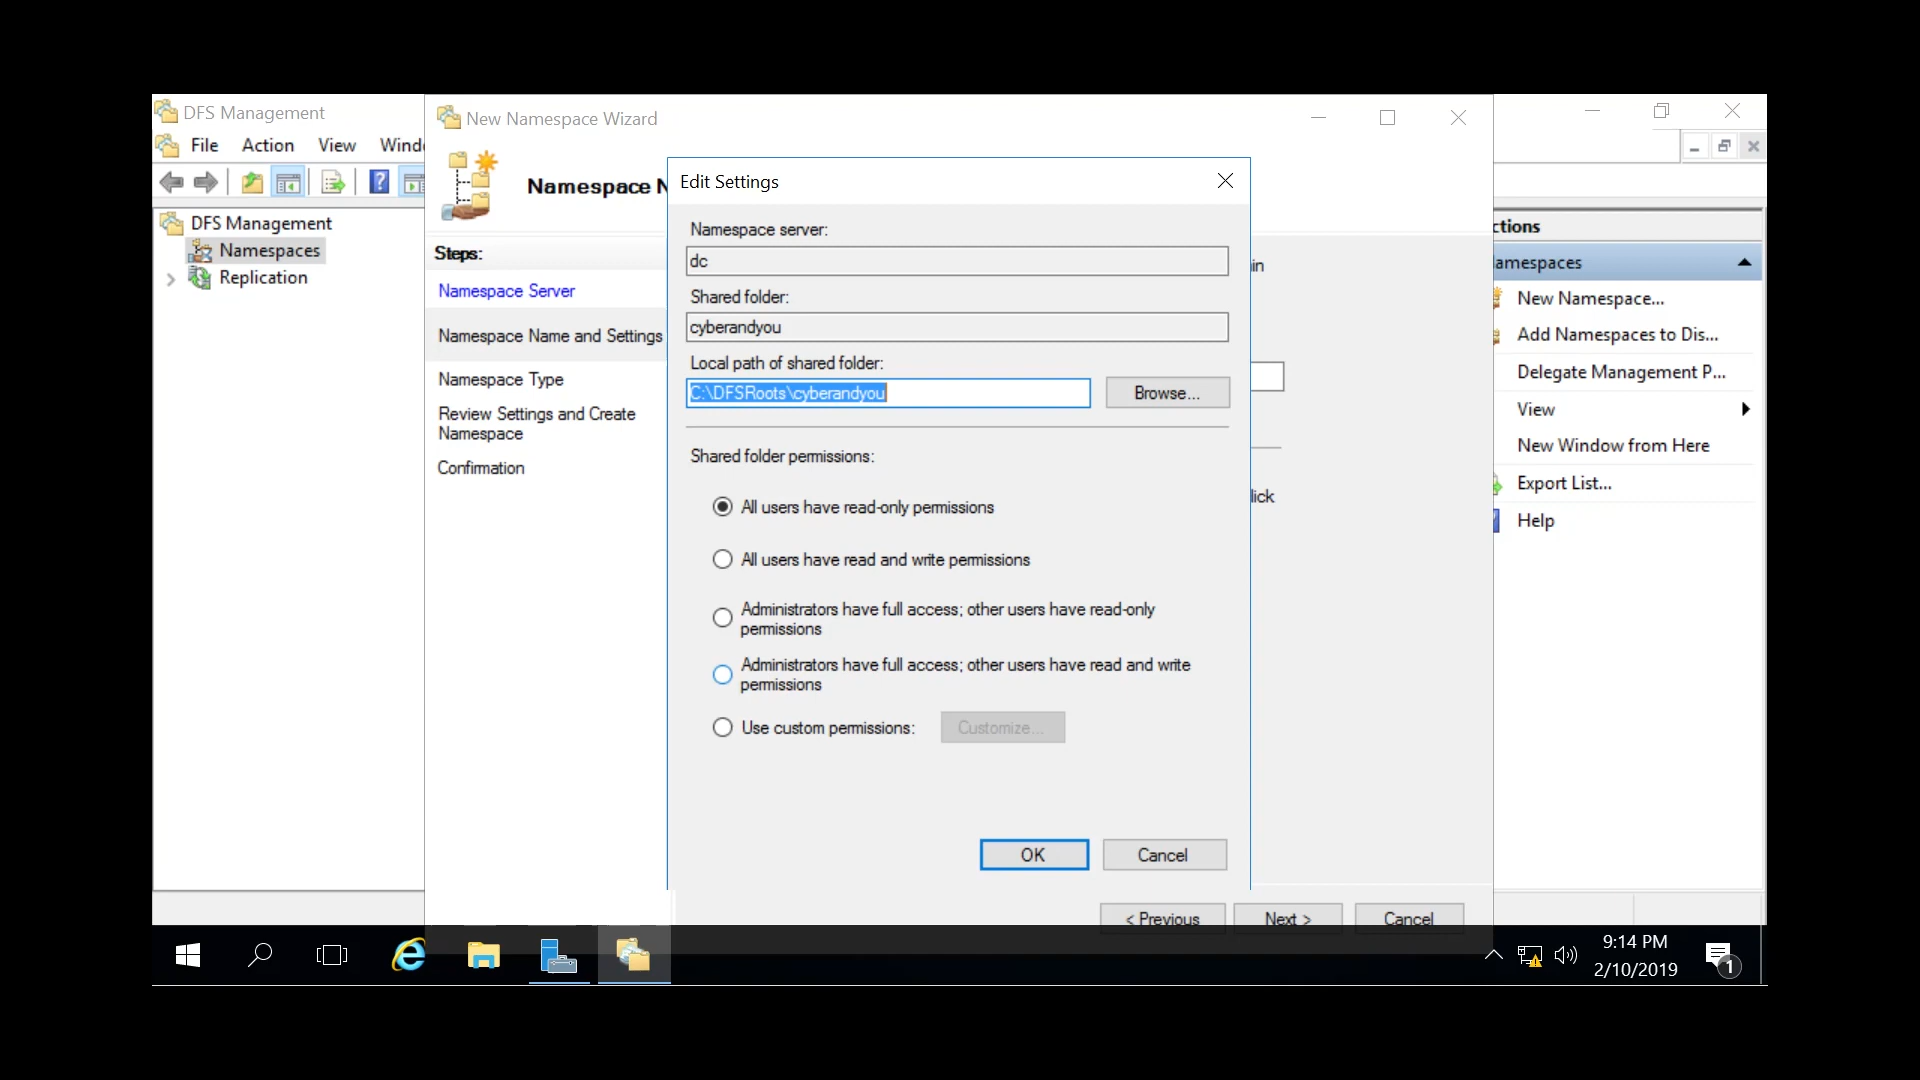 DFS Management
File Action View
New Namespace Wizard
DFS Management
Namespaces
Replication
Steps:
Namespace Server
Namespace Name and Settings
Namespace Type
Review Settings and Create
Namespace
Confirmation
Edit Settings
Namespace server:
dc
Shared folder:
cyberandyou
Local path of shared folder:
C:\DFSRoots\cyberandyou
Browse...
Shared folder permissions:
All users have read-only permissions
All users have read and write permissions
Administrators have full access; other users have read-only
permissions
Administrators have full access; other users have read and write
permissions
Use custom permissions: Customize...
OK Cancel
< Previous Next > Cancel
Namespace N
in
lick
ctions
amespaces
New Namespace...
Add Namespaces to Dis...
Delegate Management P...
View
New Window from Here
Export List...
Help
9:14 PM
2/10/2019
1